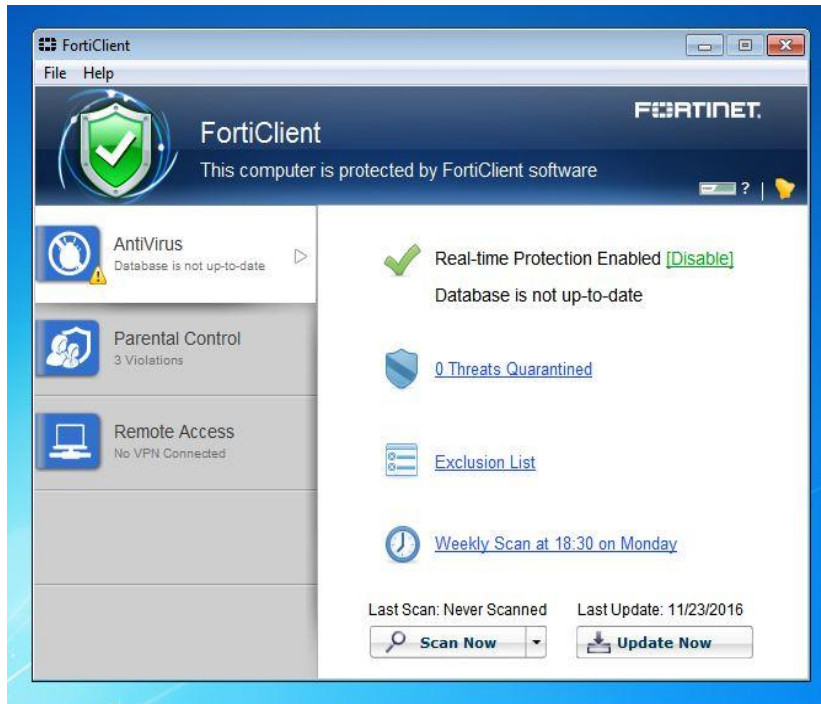 FortiClient
File Help
FORTINET.
FortiClient
This computer is protected by FortiClient software
? |
AntiVirus
Database is not up-to-date
Parental Control
3 Violations
Remote Access
No VPN Connected
Real-time Protection Enabled [Disable]
Database is not up-to-date
0 Threats Quarantined
Exclusion List
Weekly Scan at 18:30 on Monday
Last Scan: Never Scanned Last Update: 11/23/2016
Scan Now Update Now